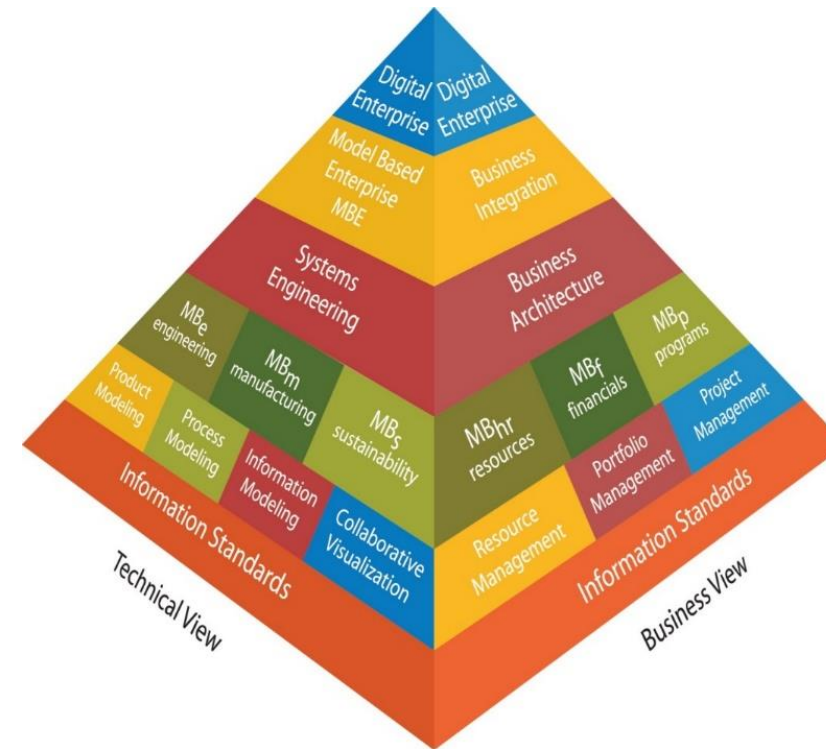 Digital
Enterprise
Digital
Enterprise
Model Based
Enterprise
MBE
Business
Integration
Systems
Engineering
Business
Architecture
MBe
engineering
MBm
manufacturing
MBs
sustainability
MBhr
resources
MBf
financials
MBp
programs
Product
Modeling
Process
Modeling
Information
Modeling
Collaborative
Visualization
Resource
Management
Portfolio
Management
Project
Management
Information Standards
Information Standards
Technical View
Business View